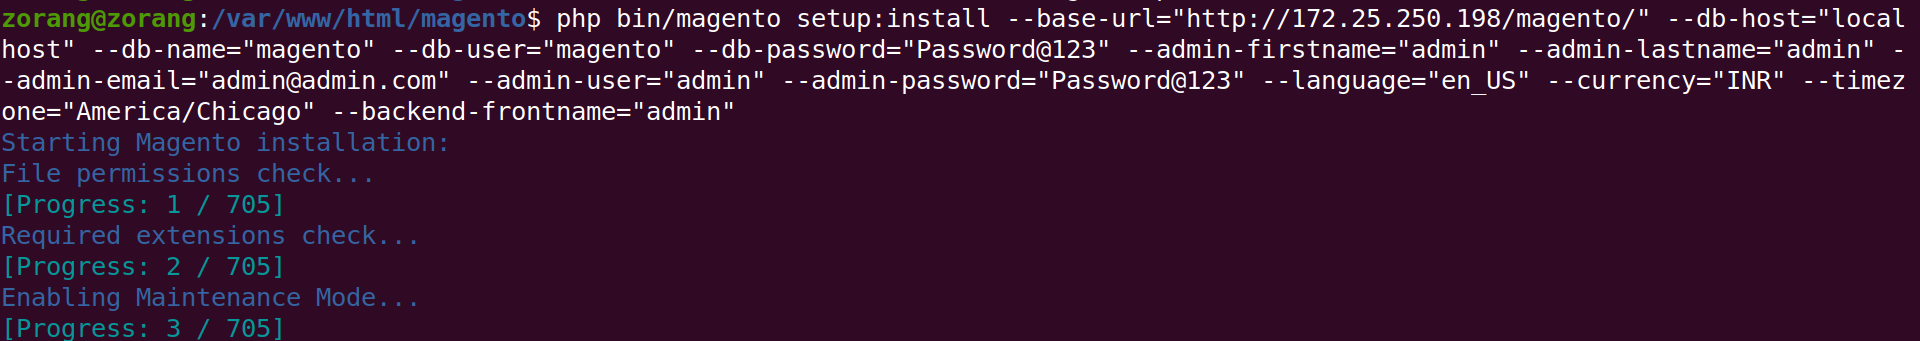 zorang@zorang:/var/www/html/magento$ php bin/magento setup:install --base-url="http://172.25.250.198/magento/" --db-host="local
host" --db-name="magento" --db-user="magento" --db-password="Password@123" --admin-firstname="admin" --admin-lastname="admin" -
-admin-email="admin@admin.com" --admin-user="admin" --admin-password="Password@123" --language="en_US" --currency="INR" --timez
one="America/Chicago" --backend-frontname="admin"
Starting Magento installation:
File permissions check...
[Progress: 1 / 705]
Required extensions check...
[Progress: 2 / 705]
Enabling Maintenance Mode...
[Progress: 3 / 705]